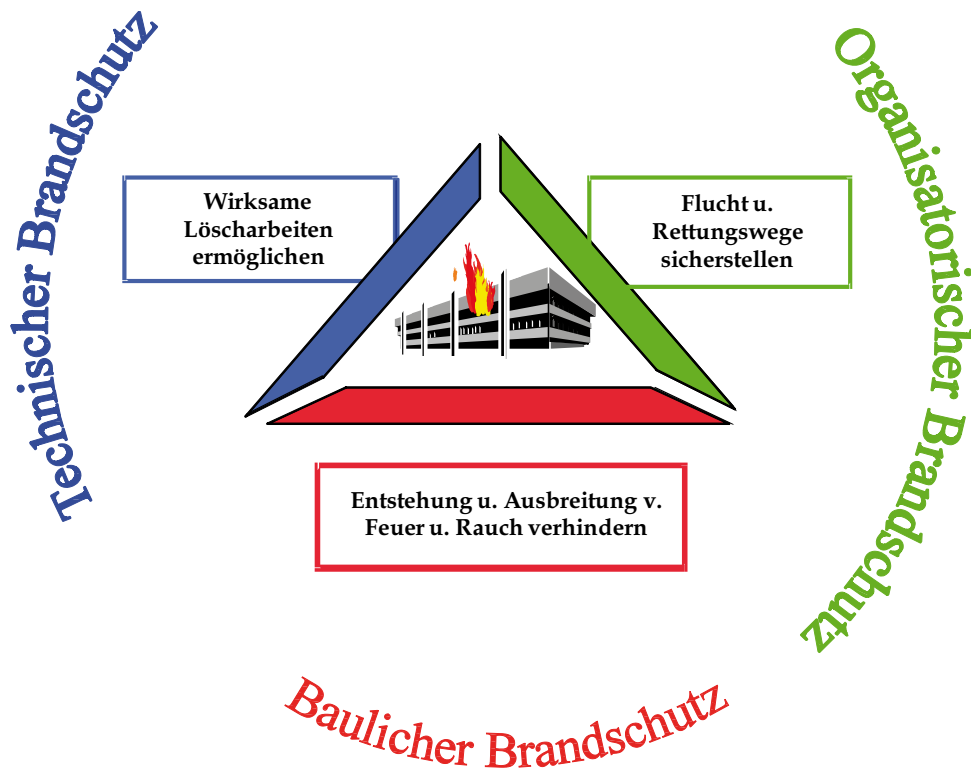 Technischer Brandschutz
Organisatorischer Brandschutz
Wirksame
Löscharbeiten
ermöglichen
Flucht u.
Rettungswege
sicherstellen
Entstehung u. Ausbreitung v.
Feuer u. Rauch verhindern
Baulicher Brandschutz